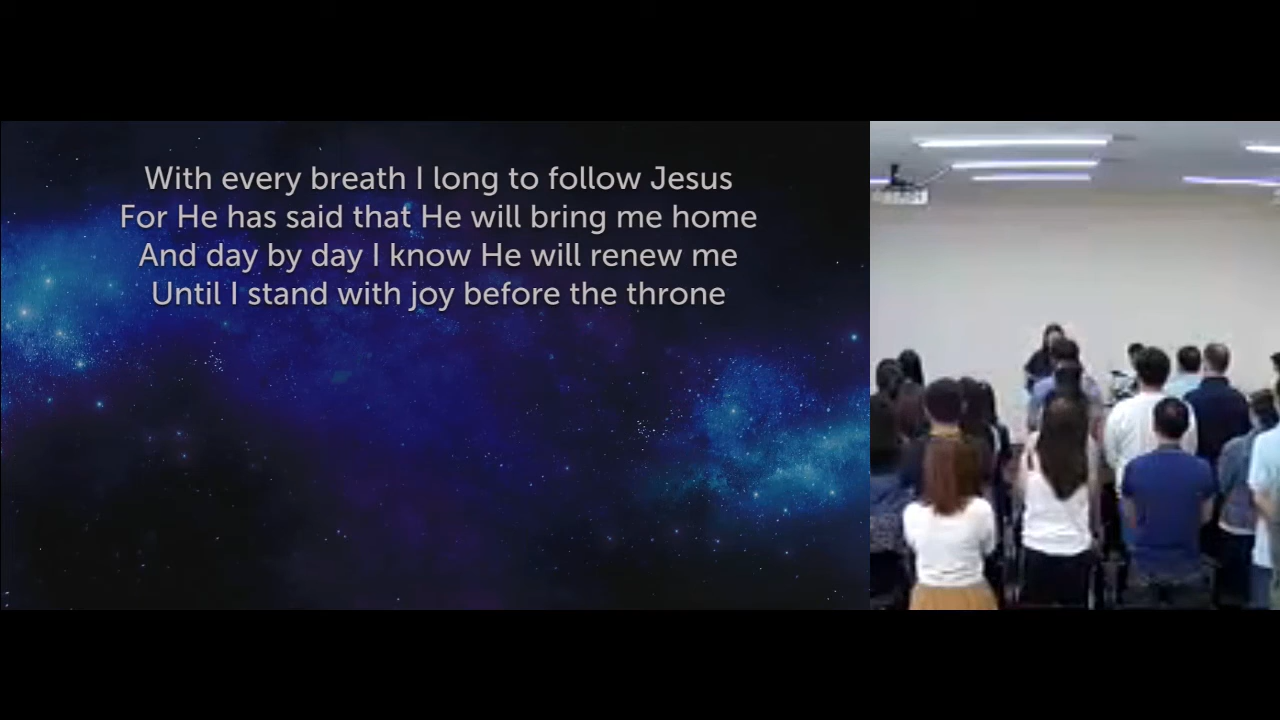 With every breath I long to follow Jesus
For He has said that He will bring me home
And day by day I know He will renew me
Until I stand with joy before the throne